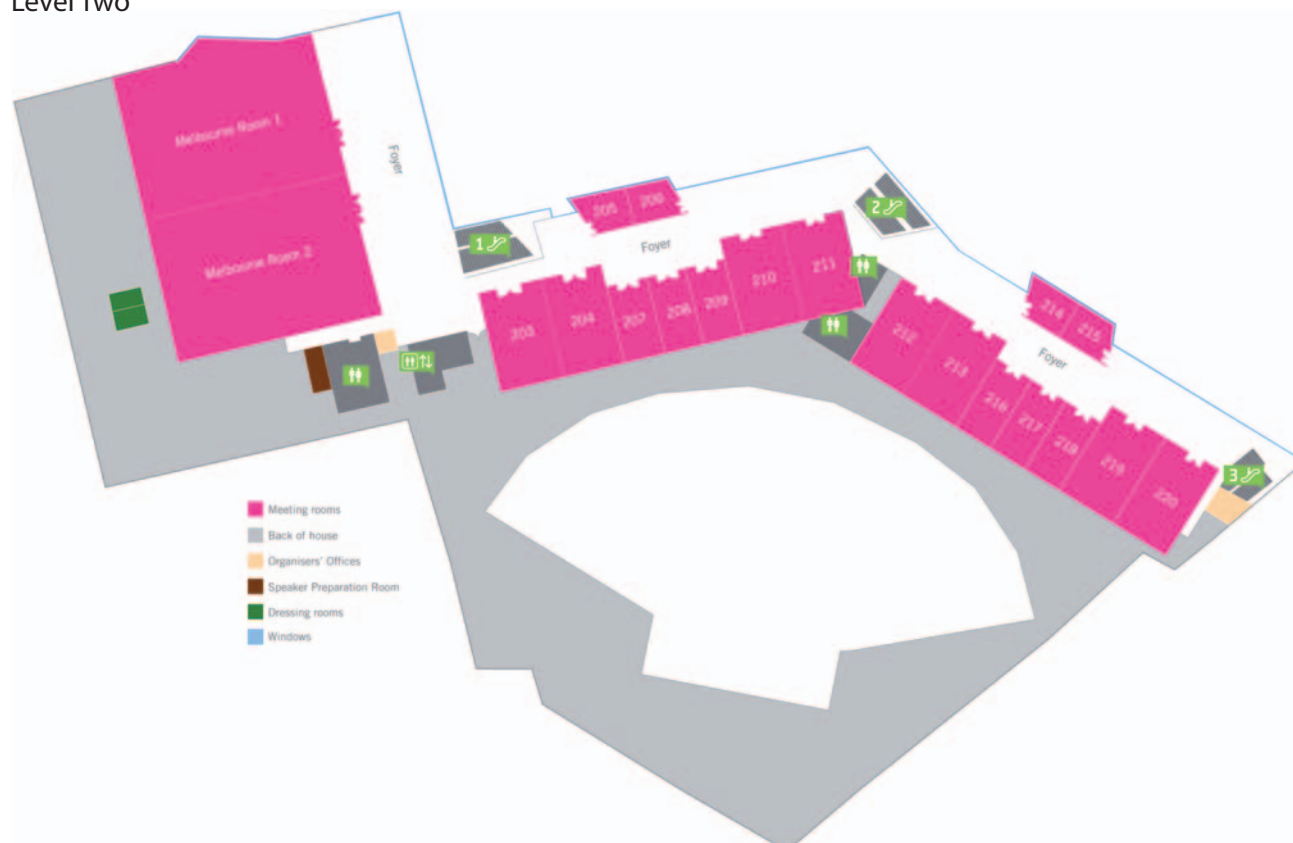 Level Two
Melbourne Room 1
Melbourne Room 2
Foyer
1
205
206
Foyer
2
203
204
207
208
209
210
211
212
213
214
215
Foyer
216
217
218
219
220
3
Meeting rooms
Back of house
Organisers' Offices
Speaker Preparation Room
Dressing rooms
Windows